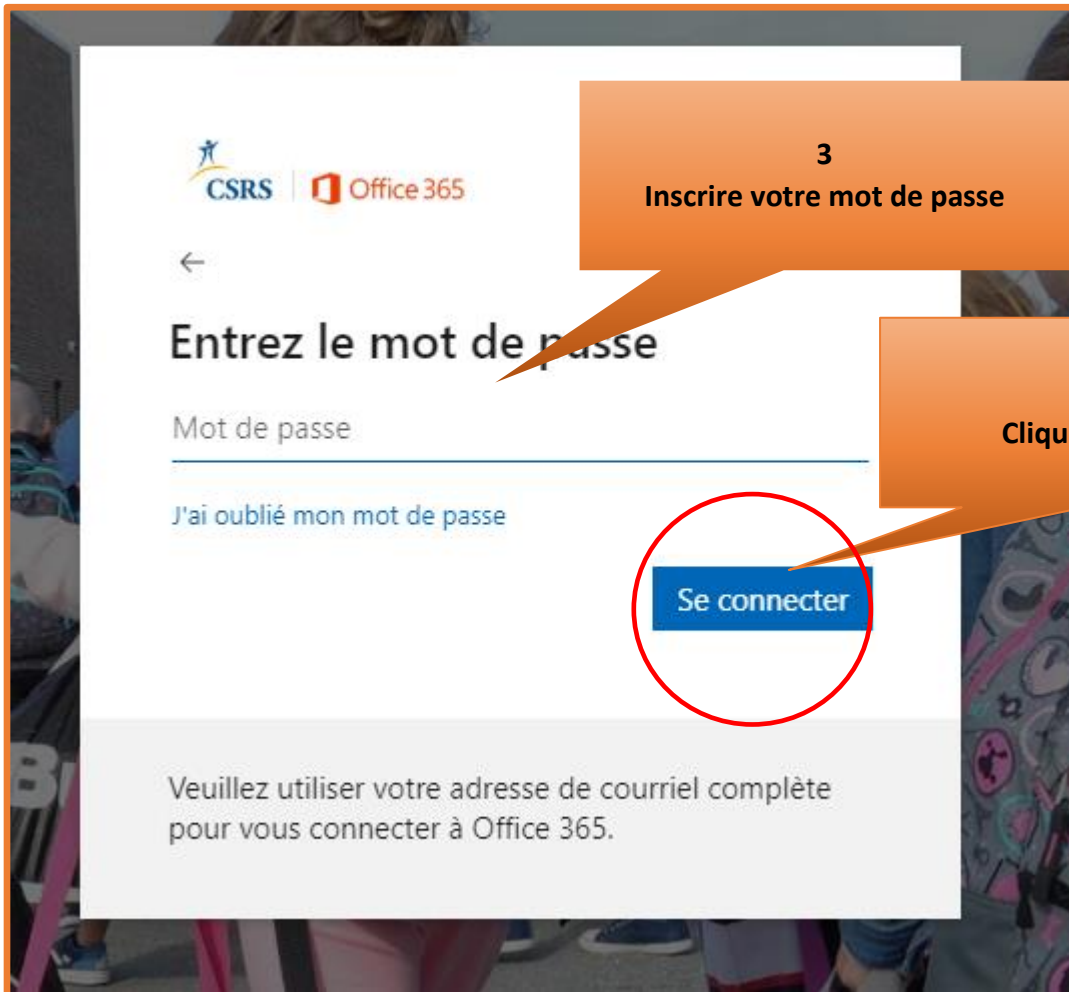 CSRS
Office 365
3
Inscrire votre mot de passe
←
Entrez le mot de passe
Mot de passe
Cliqu
J'ai oublié mon mot de passe
Se connecter
Veuillez utiliser votre adresse de courriel complète
pour vous connecter à Office 365.